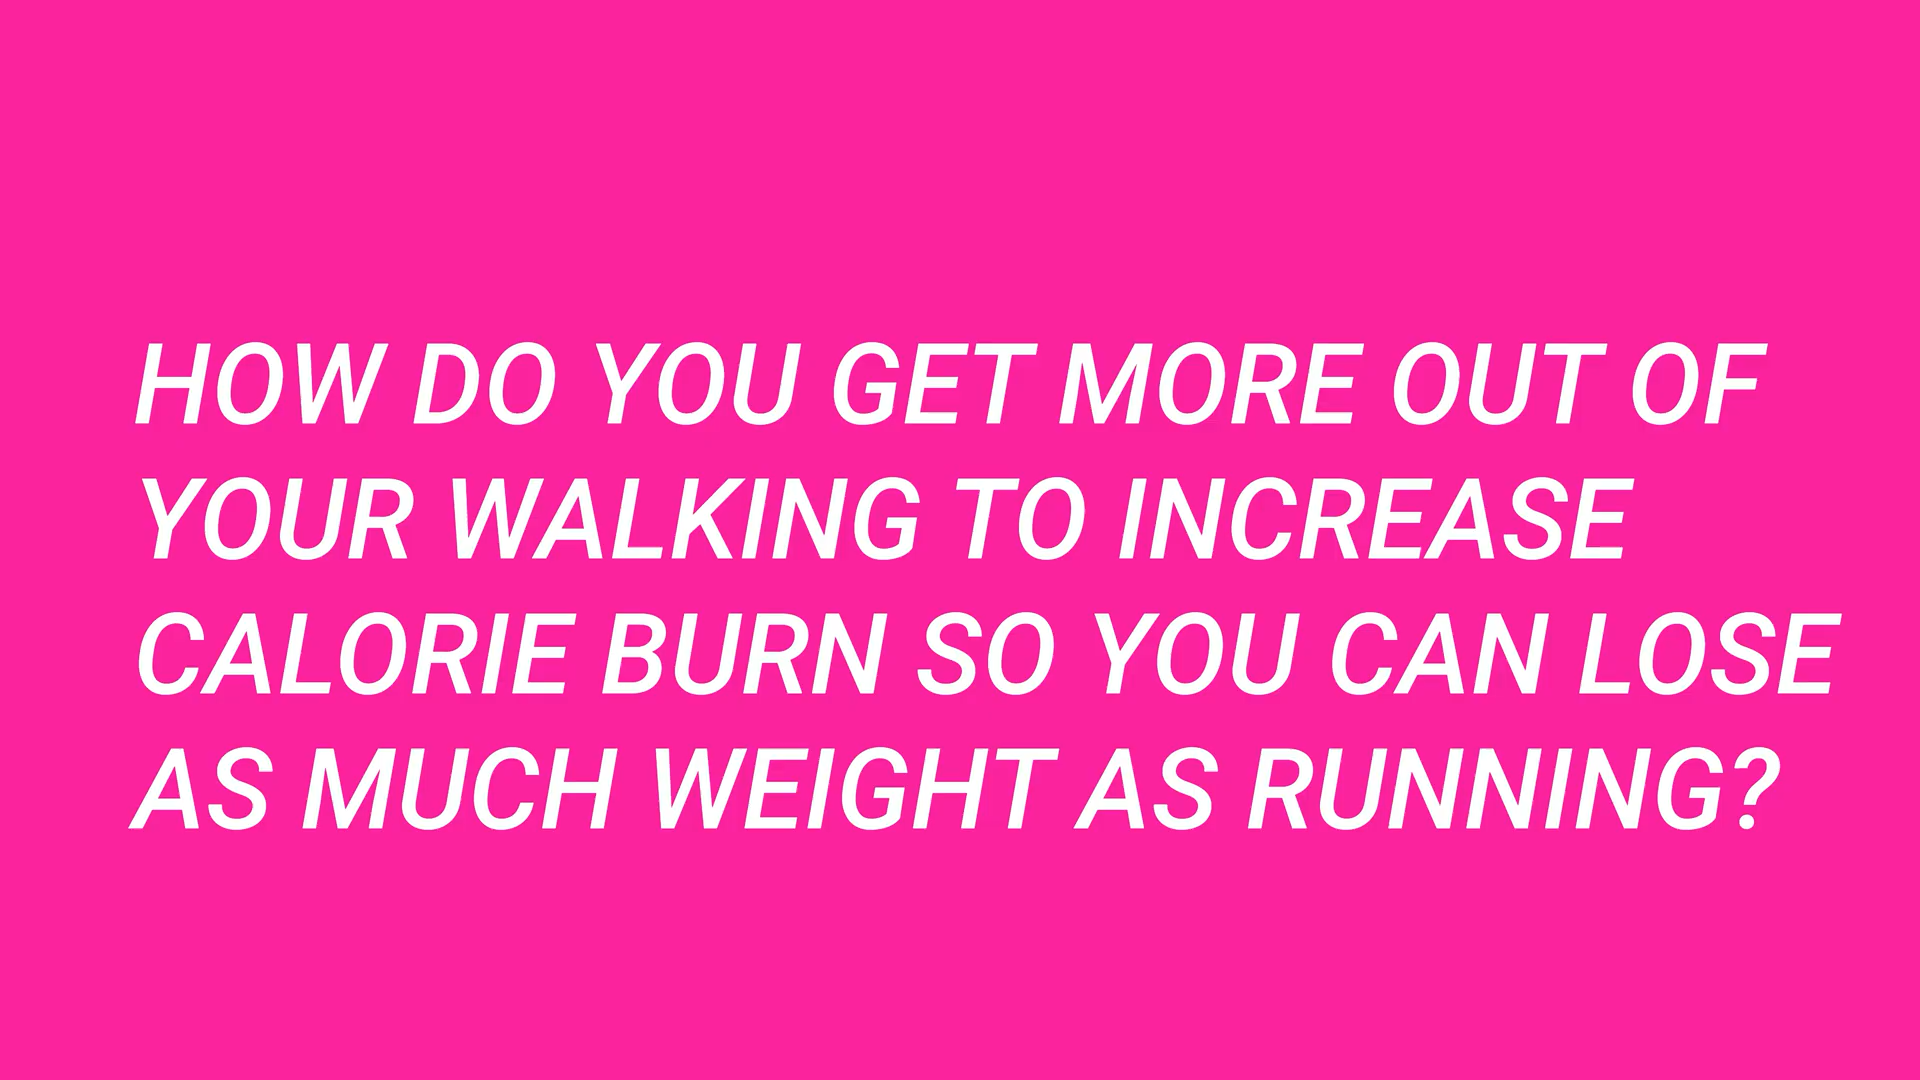 HOW DO YOU GET MORE OUT OF
YOUR WALKING TO INCREASE
CALORIE BURN SO YOU CAN LOSE
AS MUCH WEIGHT AS RUNNING?